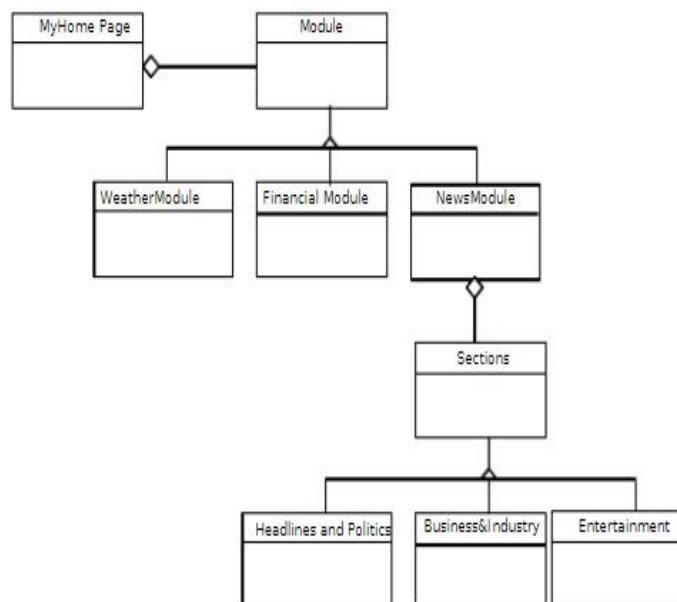 MyHome Page
Module
WeatherModule
Financial Module
NewsModule
Sections
Headlines and Politics
Business&Industry
Entertainment